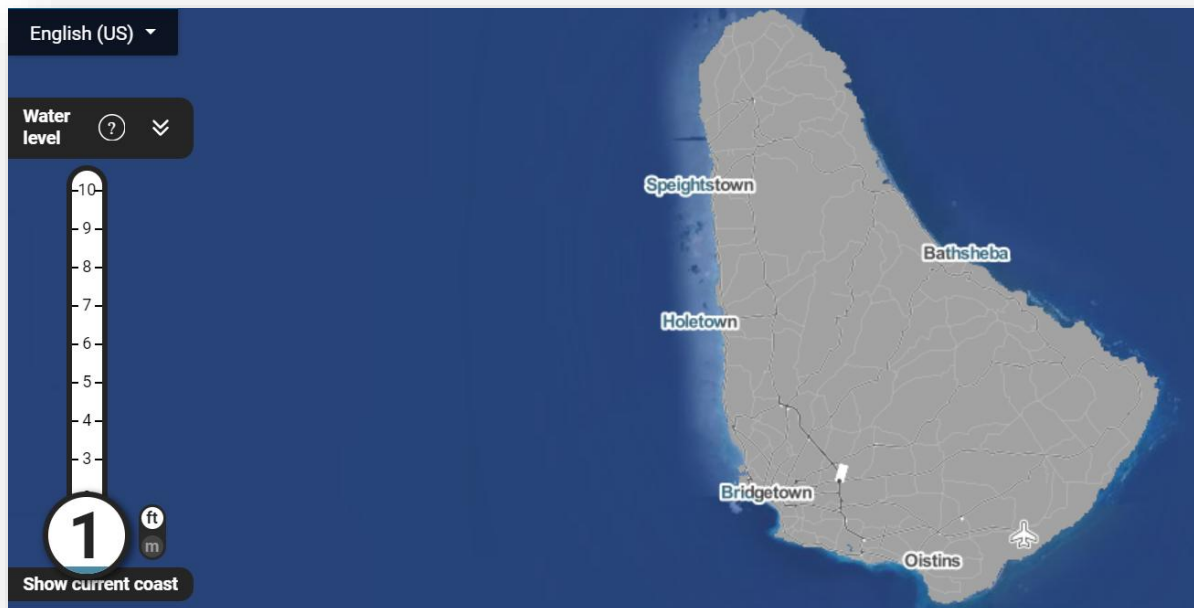 English (US)
Water
level
?
10
9
8
7
6
5
4
3
1
ft
m
Show current coast
Speightstown
Bathsheba
Holetown
Bridgetown
Oistins